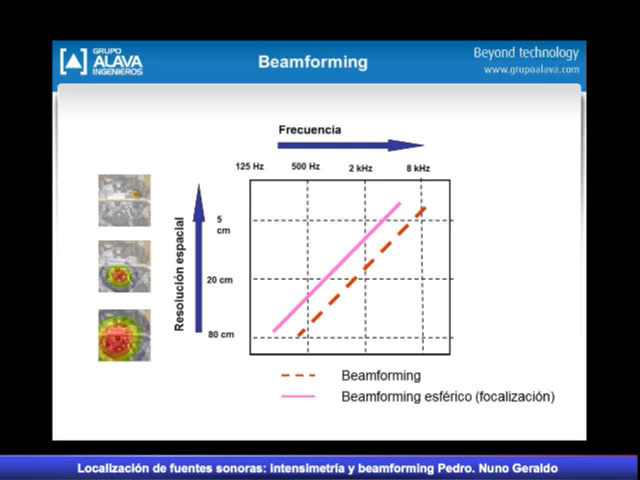 GRUPO
ALAVA
INGENIEROS
Beamforming
Beyond technology
www.grupoalava.com
Frecuencia
125 Hz 500 Hz 2 kHz 8 kHz
Resolución espacial
5
cm
20 cm
80 cm
Beamforming
Beamforming esférico (focalización)
Localización de fuentes sonoras: intensimetría y beamforming Pedro. Nuno Geraldo